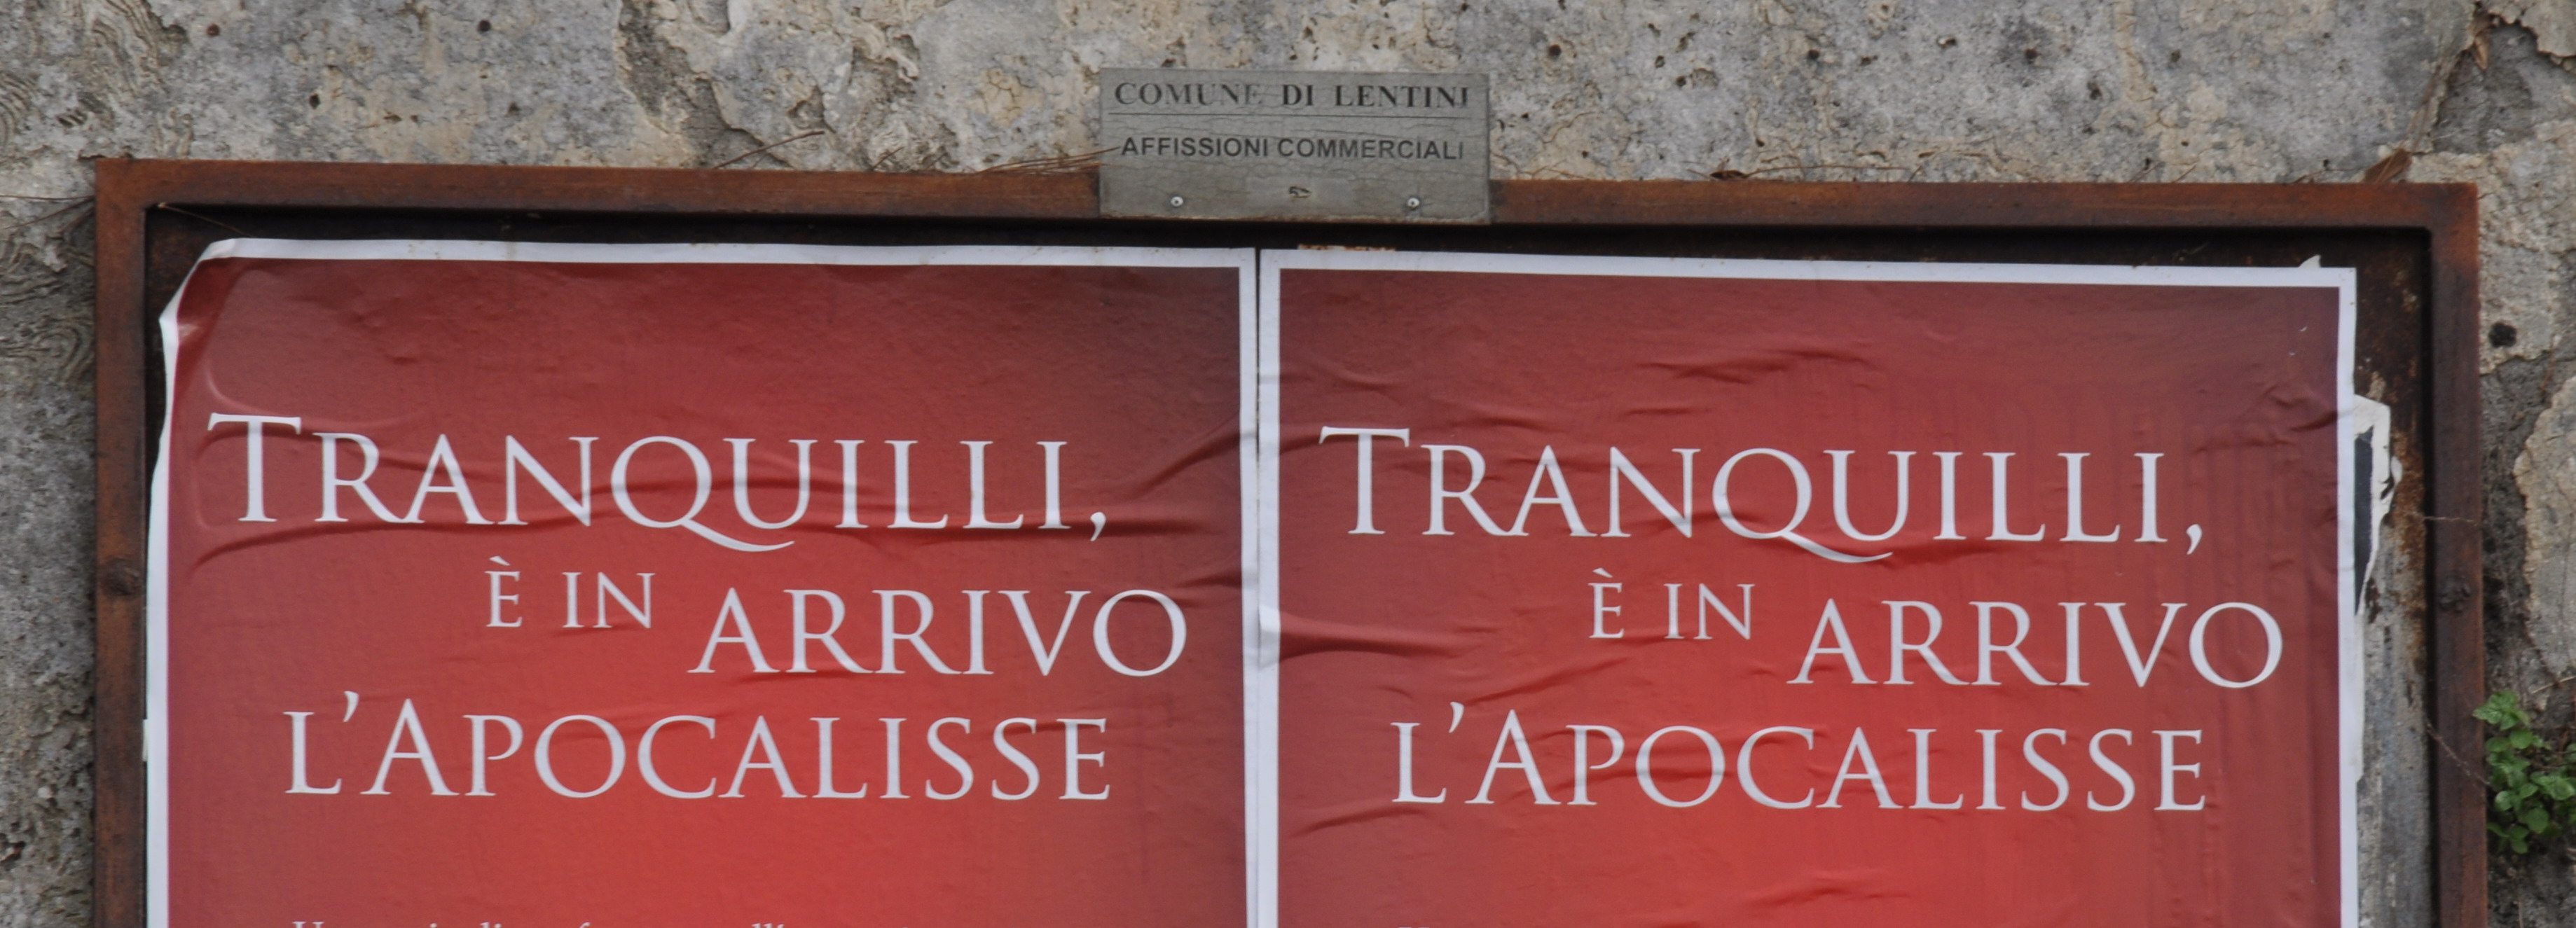 COMUNE DI LENTINI
AFFISSIONI COMMERCIALI
TRANQUILLI,
È IN ARRIVO
L'APOCALISSE
TRANQUILLI,
È IN ARRIVO
L'APOCALISSE